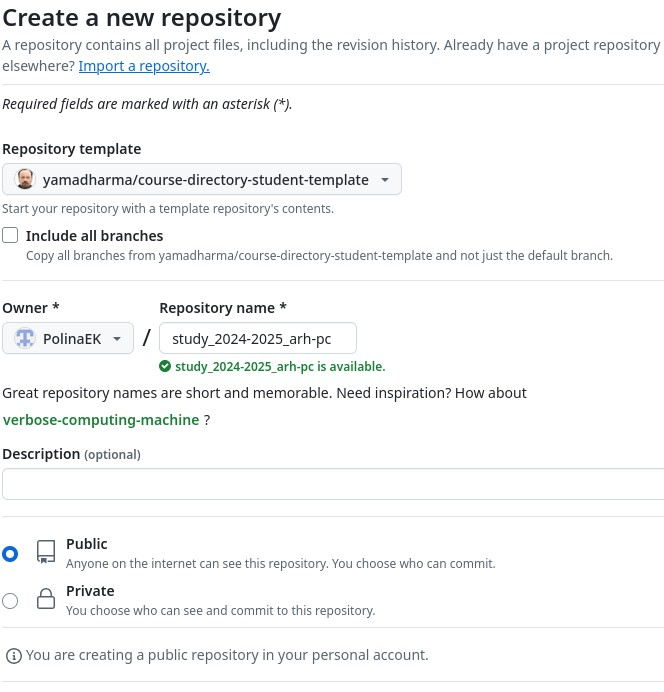 Create a new repository
A repository contains all project files, including the revision history. Already have a project repository
elsewhere? Import a repository.
Required fields are marked with an asterisk (*).
Repository template
yamadharma/course-directory-student-template
Start your repository with a template repository's contents.
Include all branches
Copy all branches from yamadharma/course-directory-student-template and not just the default branch.
Owner * Repository name *
PolinaEK / study_2024-2025_arh-pc
study_2024-2025_arh-pc is available.
Great repository names are short and memorable. Need inspiration? How about
verbose-computing-machine ?
Description (optional)
Public
Anyone on the internet can see this repository. You choose who can commit.
Private
You choose who can see and commit to this repository.
You are creating a public repository in your personal account.